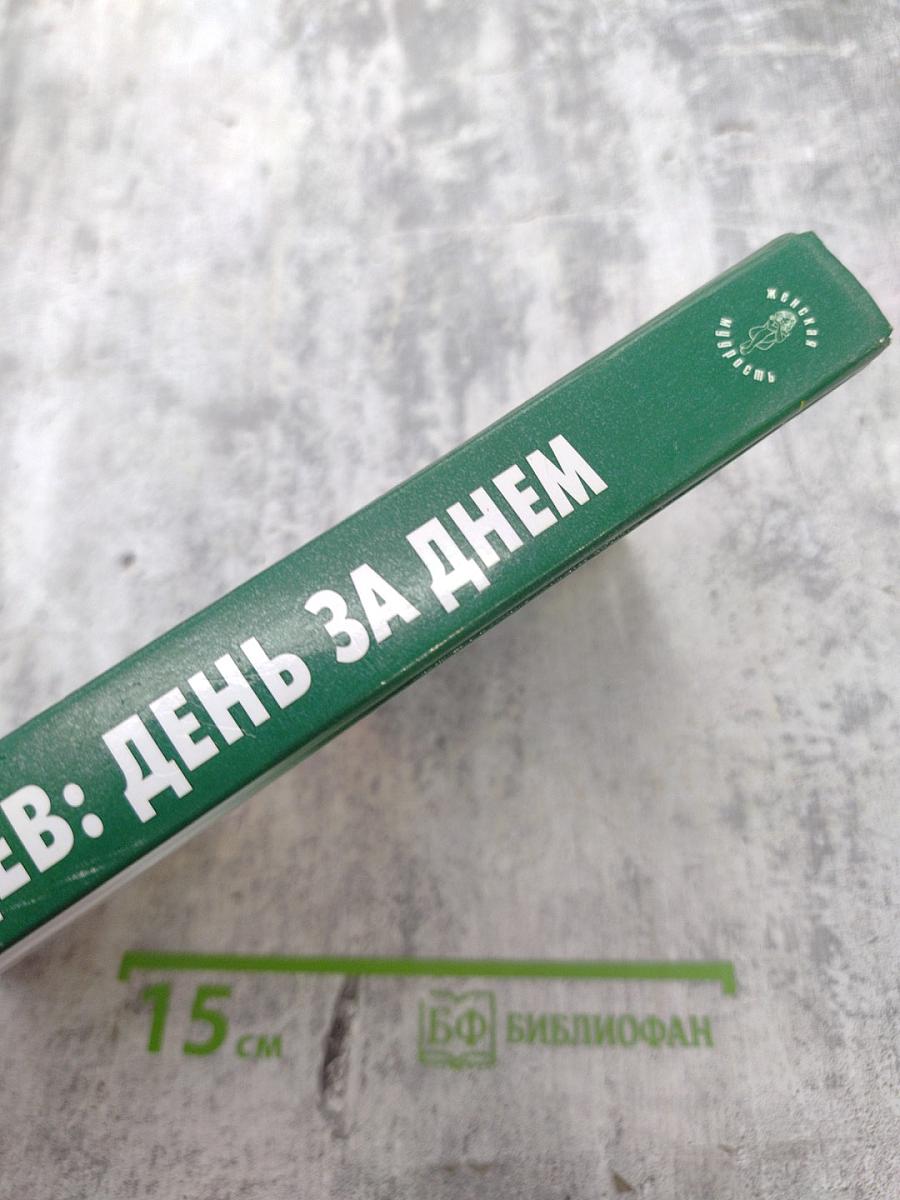 ЕВ: ДЕНЬ ЗА ДНЕМ
женская
мудрость
15 см
БФ БИБЛИОФАН